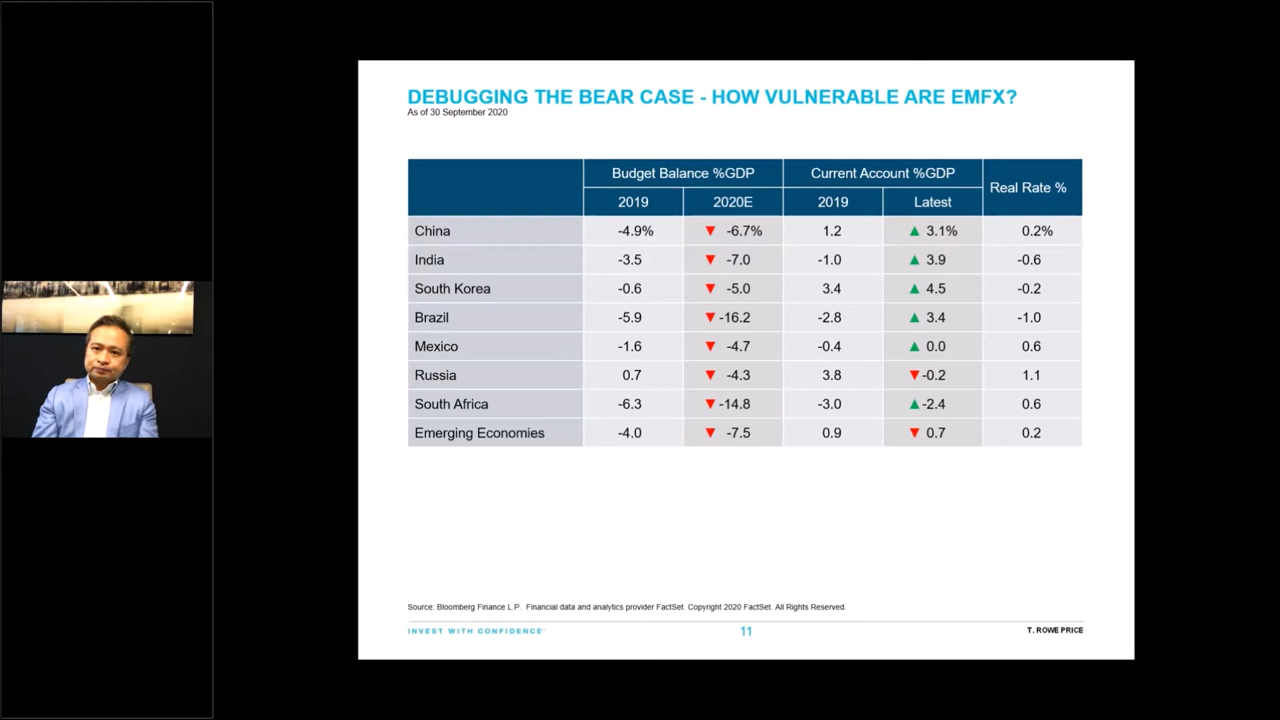 DEBUGGING THE BEAR CASE - HOW VULNERABLE ARE EMFX?
As of 30 September 2020
Budget Balance %GDP Current Account %GDP Real Rate %
2019 2020E 2019 Latest
China -4.9% ▼ -6.7% 1.2 ▲ 3.1% 0.2%
India -3.5 ▼ -7.0 -1.0 ▲ 3.9 -0.6
South Korea -0.6 ▼ -5.0 3.4 ▲ 4.5 -0.2
Brazil -5.9 ▼ -16.2 -2.8 ▲ 3.4 -1.0
Mexico -1.6 ▼ -4.7 -0.4 ▲ 0.0 0.6
Russia 0.7 ▼ -4.3 3.8 ▼ -0.2 1.1
South Africa -6.3 ▼ -14.8 -3.0 ▲ -2.4 0.6
Emerging Economies -4.0 ▼ -7.5 0.9 ▼ 0.7 0.2
Source: Bloomberg Finance L.P. Financial data and analytics provider FactSet. Copyright 2020 FactSet. All Rights Reserved.
INVEST WITH CONFIDENCE 11 T. ROWE PRICE